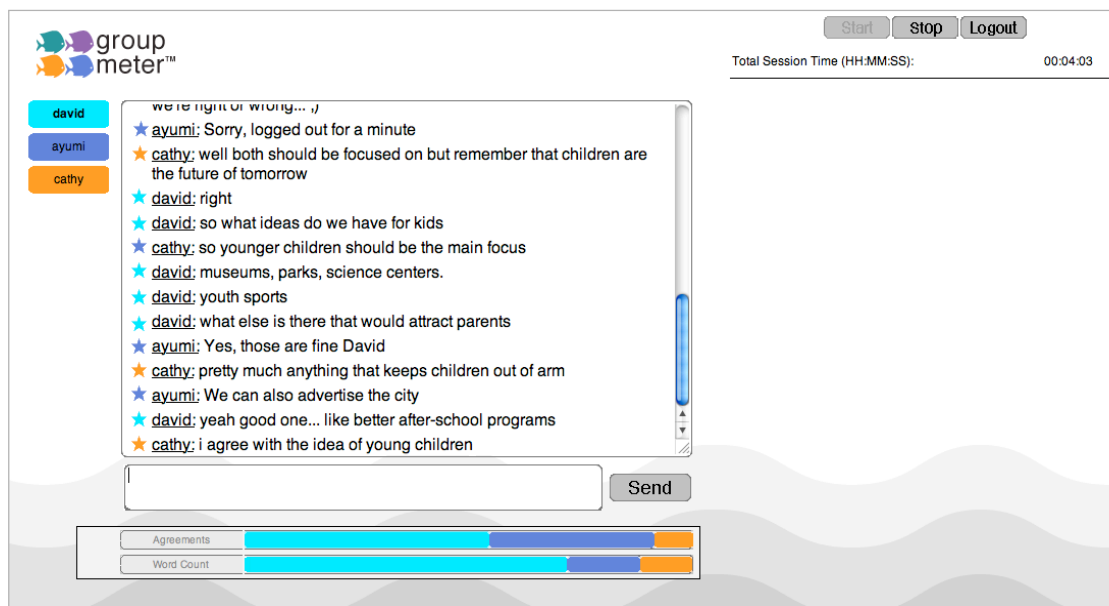 group
meter™
Start
Stop
Logout
Total Session Time (HH:MM:SS): 00:04:03
david
ayumi
cathy
we're right or wrong... ;)
ayumi: Sorry, logged out for a minute
cathy: well both should be focused on but remember that children are
the future of tomorrow
david: right
david: so what ideas do we have for kids
cathy: so younger children should be the main focus
david: museums, parks, science centers.
david: youth sports
david: what else is there that would attract parents
ayumi: Yes, those are fine David
cathy: pretty much anything that keeps children out of arm
ayumi: We can also advertise the city
david: yeah good one... like better after-school programs
cathy: i agree with the idea of young children
Send
Agreements
Word Count